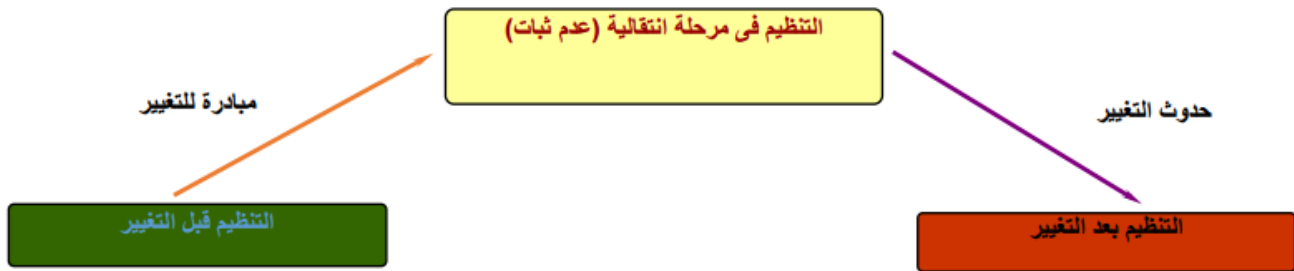 التنظيم فى مرحلة انتقالية (عدم ثبات)
مبادرة للتغيير
حدوث التغيير
التنظيم قبل التغيير
التنظيم بعد التغيير